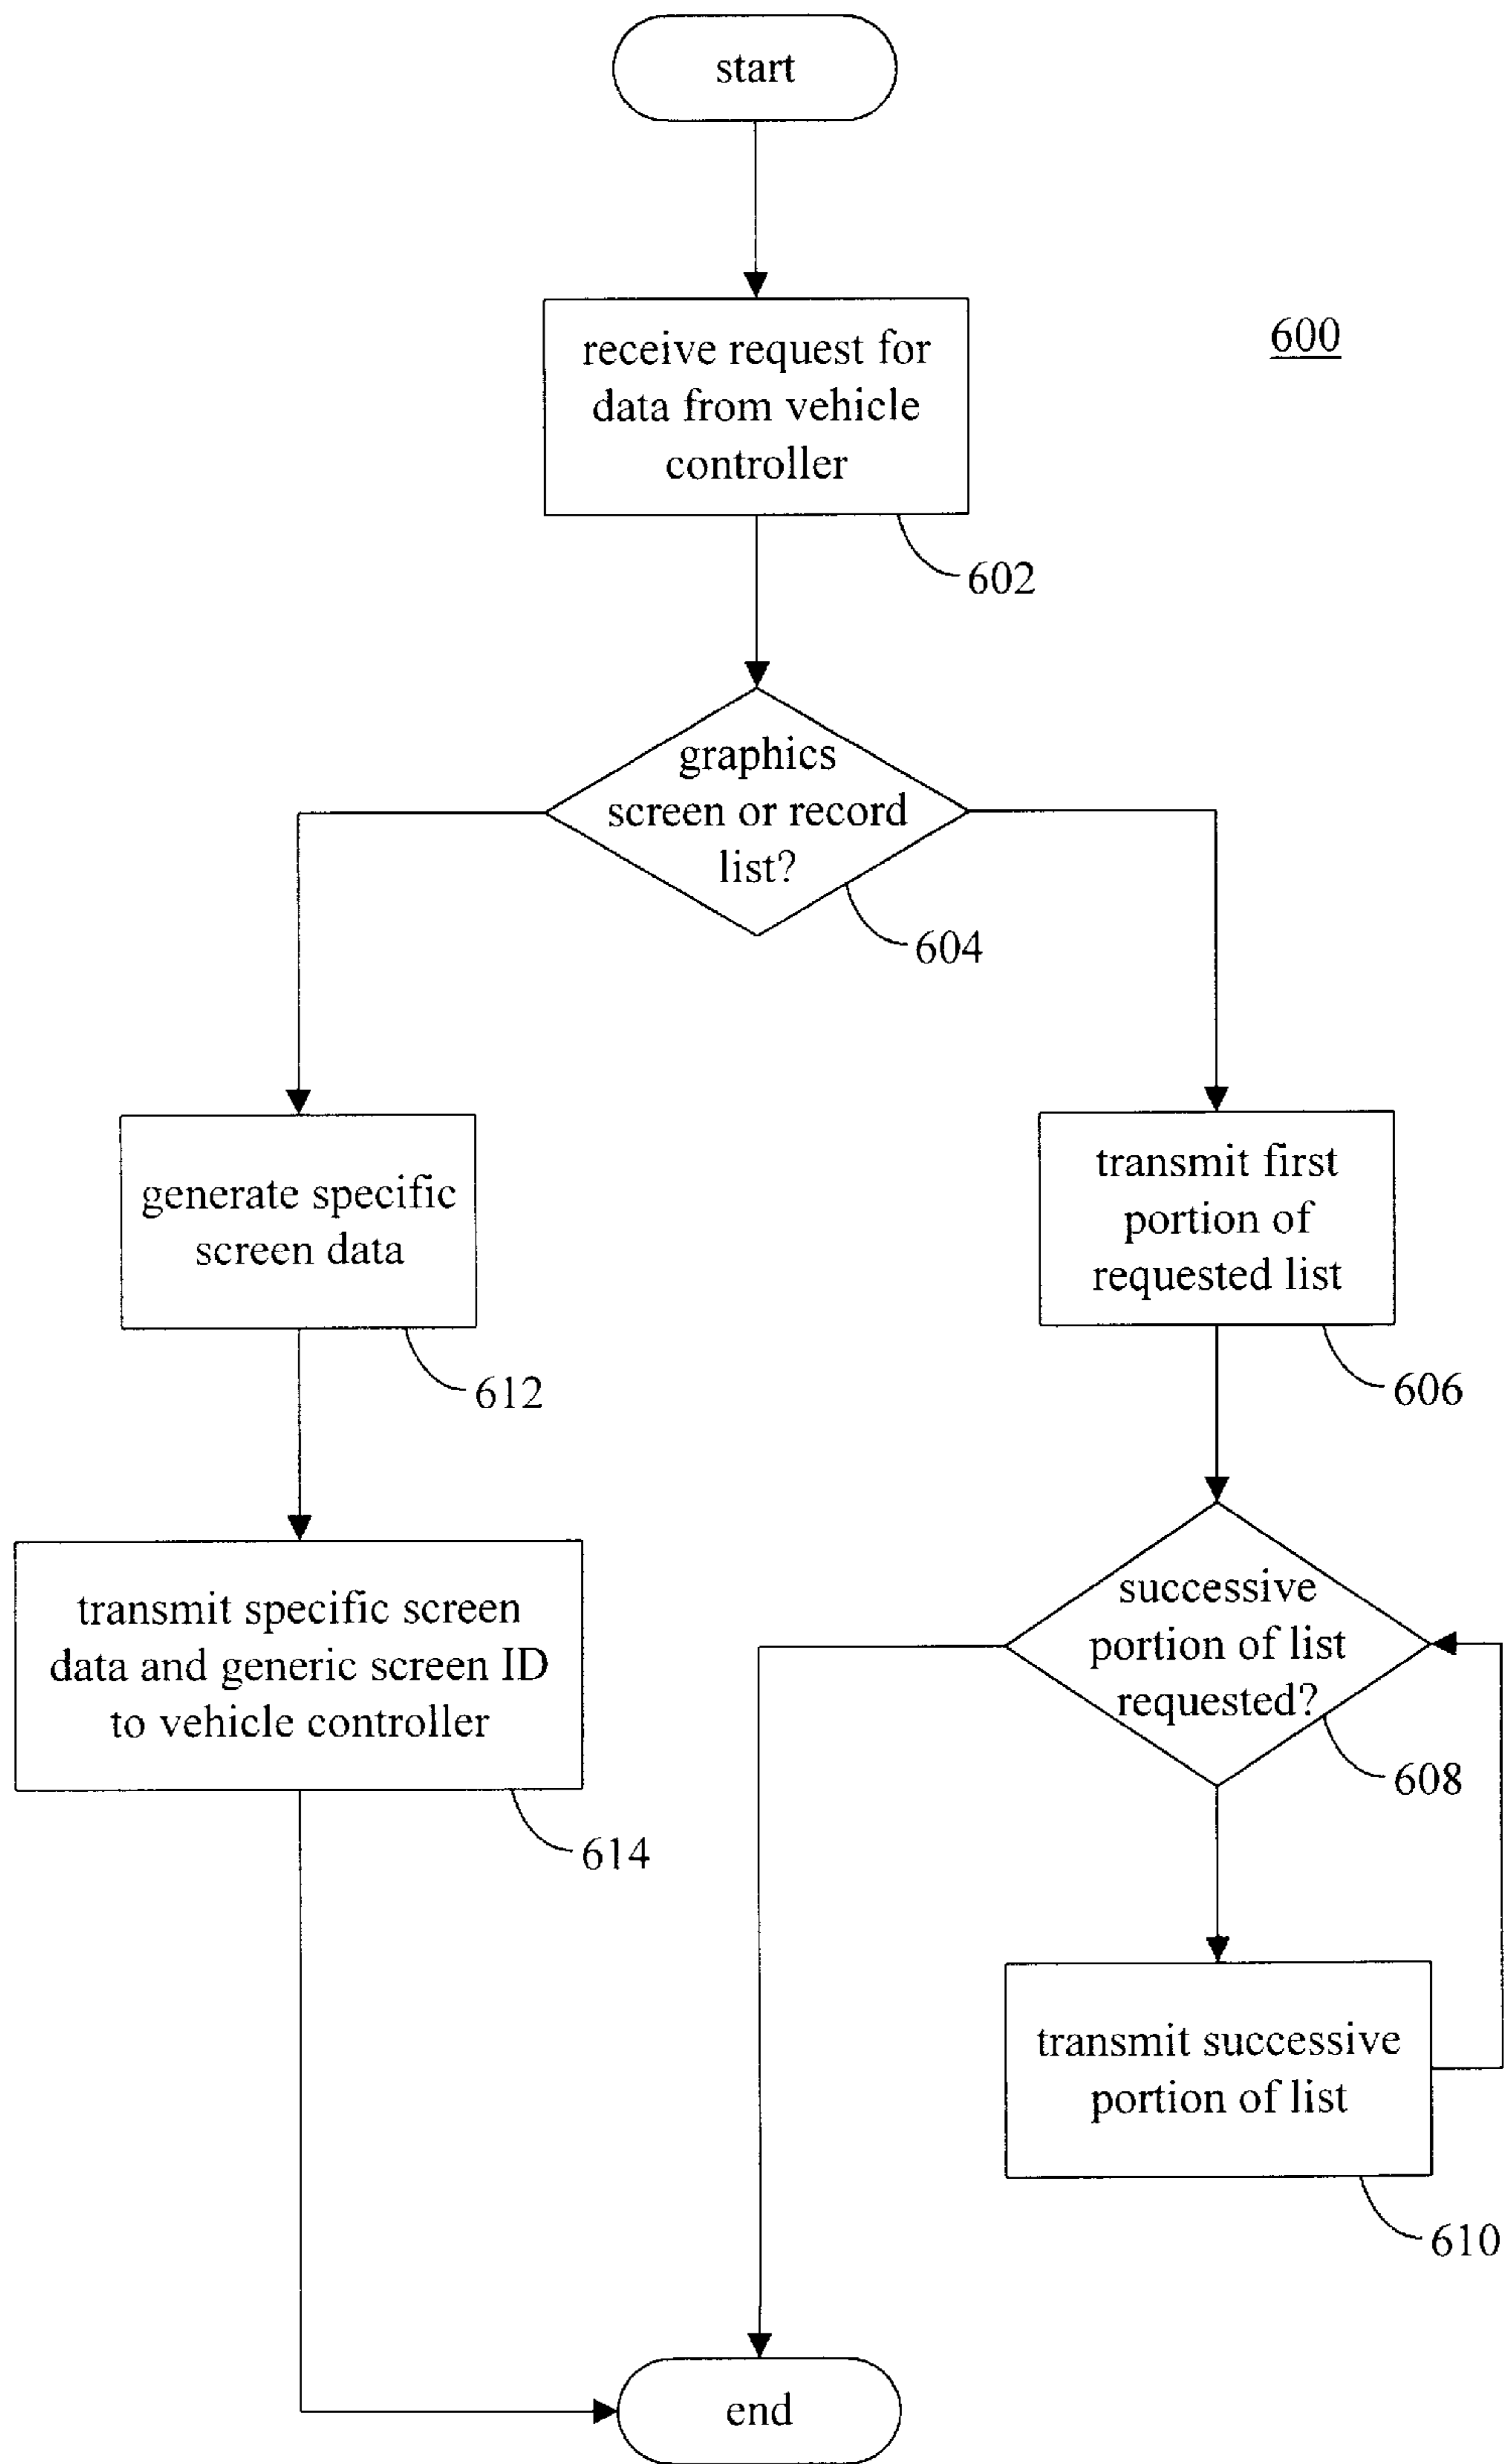 start
receive request for
data from vehicle
controller
600
602
graphics
screen or record
list?
604
generate specific
screen data
612
transmit first
portion of
requested list
606
transmit specific screen
data and generic screen ID
to vehicle controller
614
successive
portion of list
requested?
608
transmit successive
portion of list
610
end